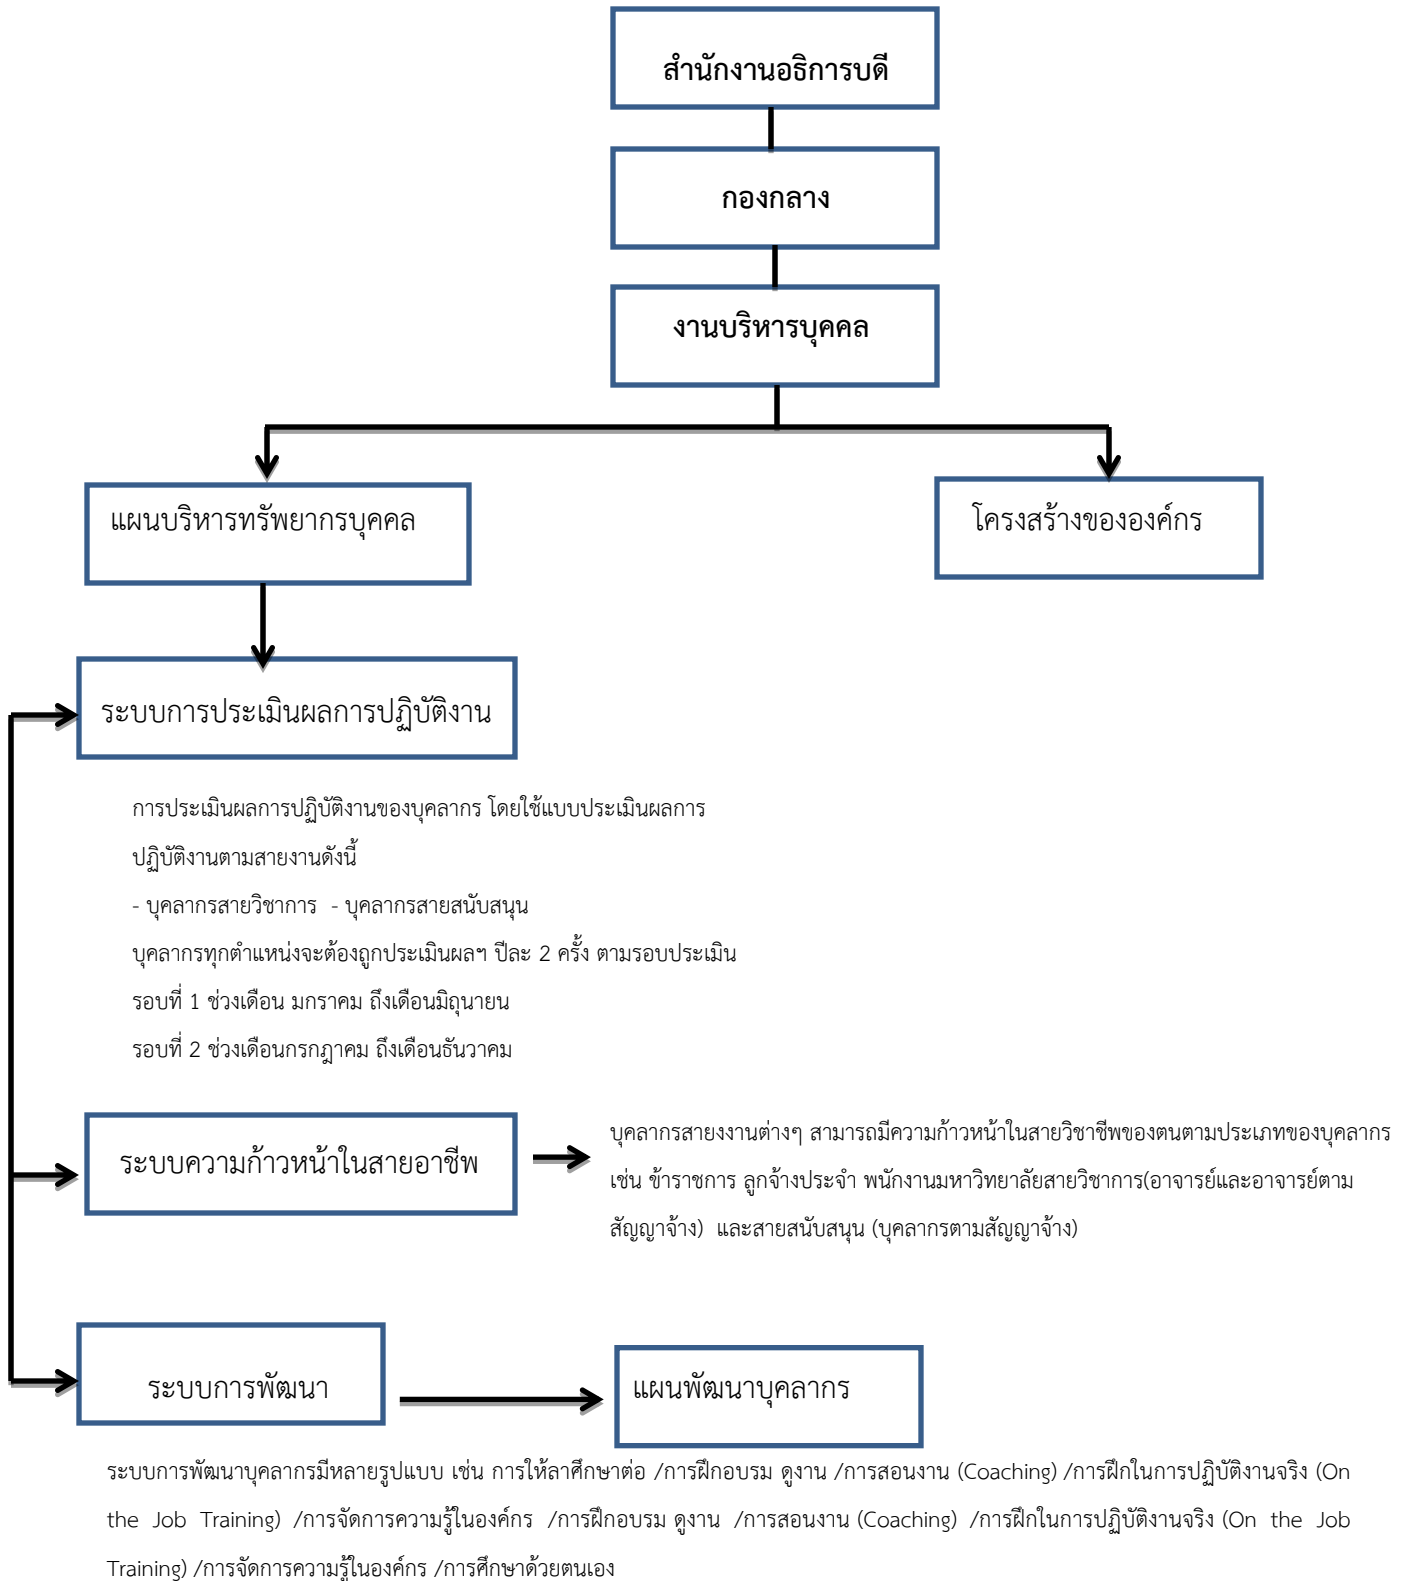 สำนักงานอธิการบดี
กองกลาง
งานบริหารบุคคล
แผนบริหารทรัพยากรบุคคล
โครงสร้างขององค์กร
ระบบการประเมินผลการปฏิบัติงาน
การประเมินผลการปฏิบัติงานของบุคลากร โดยใช้แบบประเมินผลการ
ปฏิบัติงานตามสายงานดังนี้
- บุคลากรสายวิชาการ - บุคลากรสายสนับสนุน
บุคลากรทุกตำแหน่งจะต้องถูกประเมินผลฯ ปีละ 2 ครั้ง ตามรอบประเมิน
รอบที่ 1 ช่วงเดือน มกราคม ถึงเดือนมิถุนายน
รอบที่ 2 ช่วงเดือนกรกฎาคม ถึงเดือนธันวาคม
ระบบความก้าวหน้าในสายอาชีพ
บุคลากรสายงงานต่างๆ สามารถมีความก้าวหน้าในสายวิชาชีพของตนตามประเภทของบุคลากร
เช่น ข้าราชการ ลูกจ้างประจำ พนักงานมหาวิทยาลัยสายวิชาการ(อาจารย์และอาจารย์ตาม
สัญญาจ้าง) และสายสนับสนุน (บุคลากรตามสัญญาจ้าง)
ระบบการพัฒนา
แผนพัฒนาบุคลากร
ระบบการพัฒนาบุคลากรมีหลายรูปแบบ เช่น การให้ลาศึกษาต่อ /การฝึกอบรม ดูงาน /การสอนงาน (Coaching) /การฝึกในการปฏิบัติงานจริง (On
the Job Training) /การจัดการความรู้ในองค์กร /การฝึกอบรม ดูงาน /การสอนงาน (Coaching) /การฝึกในการปฏิบัติงานจริง (On the Job
Training) /การจัดการความรู้ในองค์กร /การศึกษาด้วยตนเอง